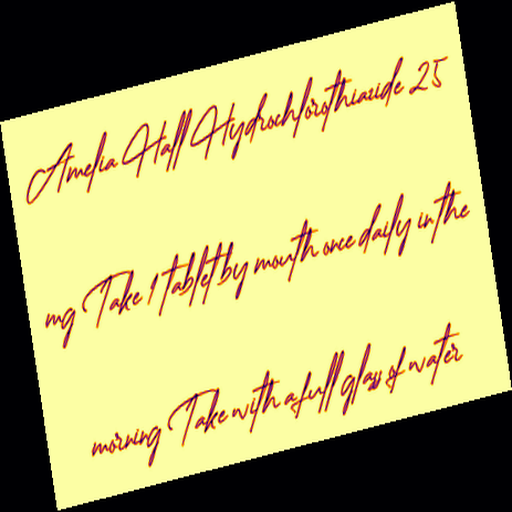 Amelia Hall Hydrochlorothiazide 25
mg Take 1 tablet by mouth once daily in the
morning Take with a full glass of water